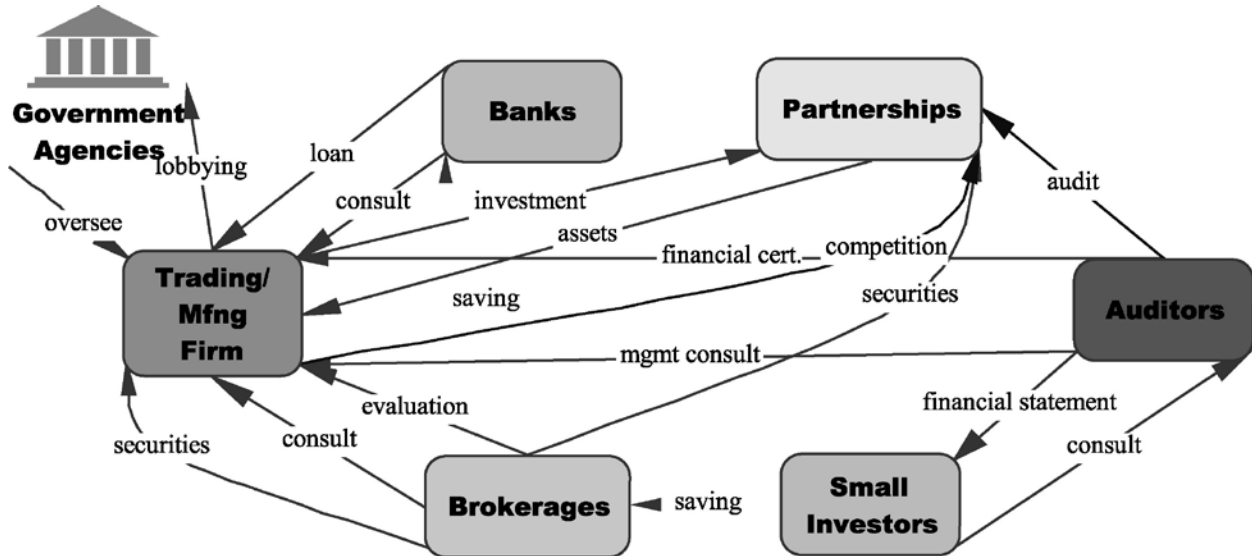 Government
Agencies
lobbying
oversee
Banks
Partnerships
loan
consult
investment
assets
audit
competition
financial cert.
securities
saving
Trading/
Mfng
Firm
Auditors
mgmt consult
evaluation
securities
consult
financial statement
consult
Brokerages
saving
Small
Investors